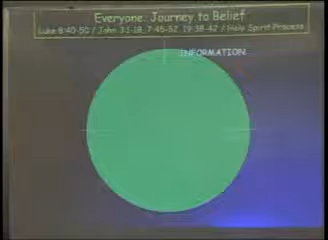 Everyone: Journey to Belief
Luke 8:40-50 / John 3:1-18, 7:45-52, 19:38-42 / Holy Spirit Process
INFORMATION